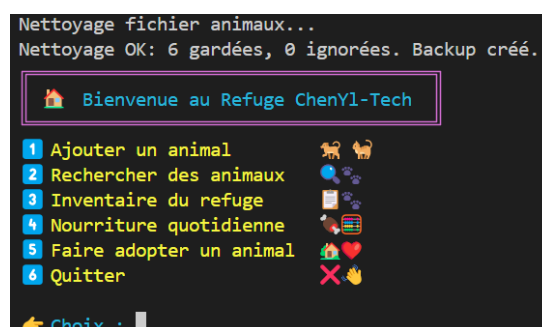 Nettoyage fichier animaux...
Nettoyage OK: 6 gardées, 0 ignorées. Backup créé.
🏠 Bienvenue au Refuge ChenYl-Tech
1️⃣ Ajouter un animal 🐕🐈
2️⃣ Rechercher des animaux 🔍🐾
3️⃣ Inventaire du refuge 📋🐾
4️⃣ Nourriture quotidienne 🍖🧮
5️⃣ Faire adopter un animal 🏡❤️
6️⃣ Quitter ❌👋
👉 Choix :